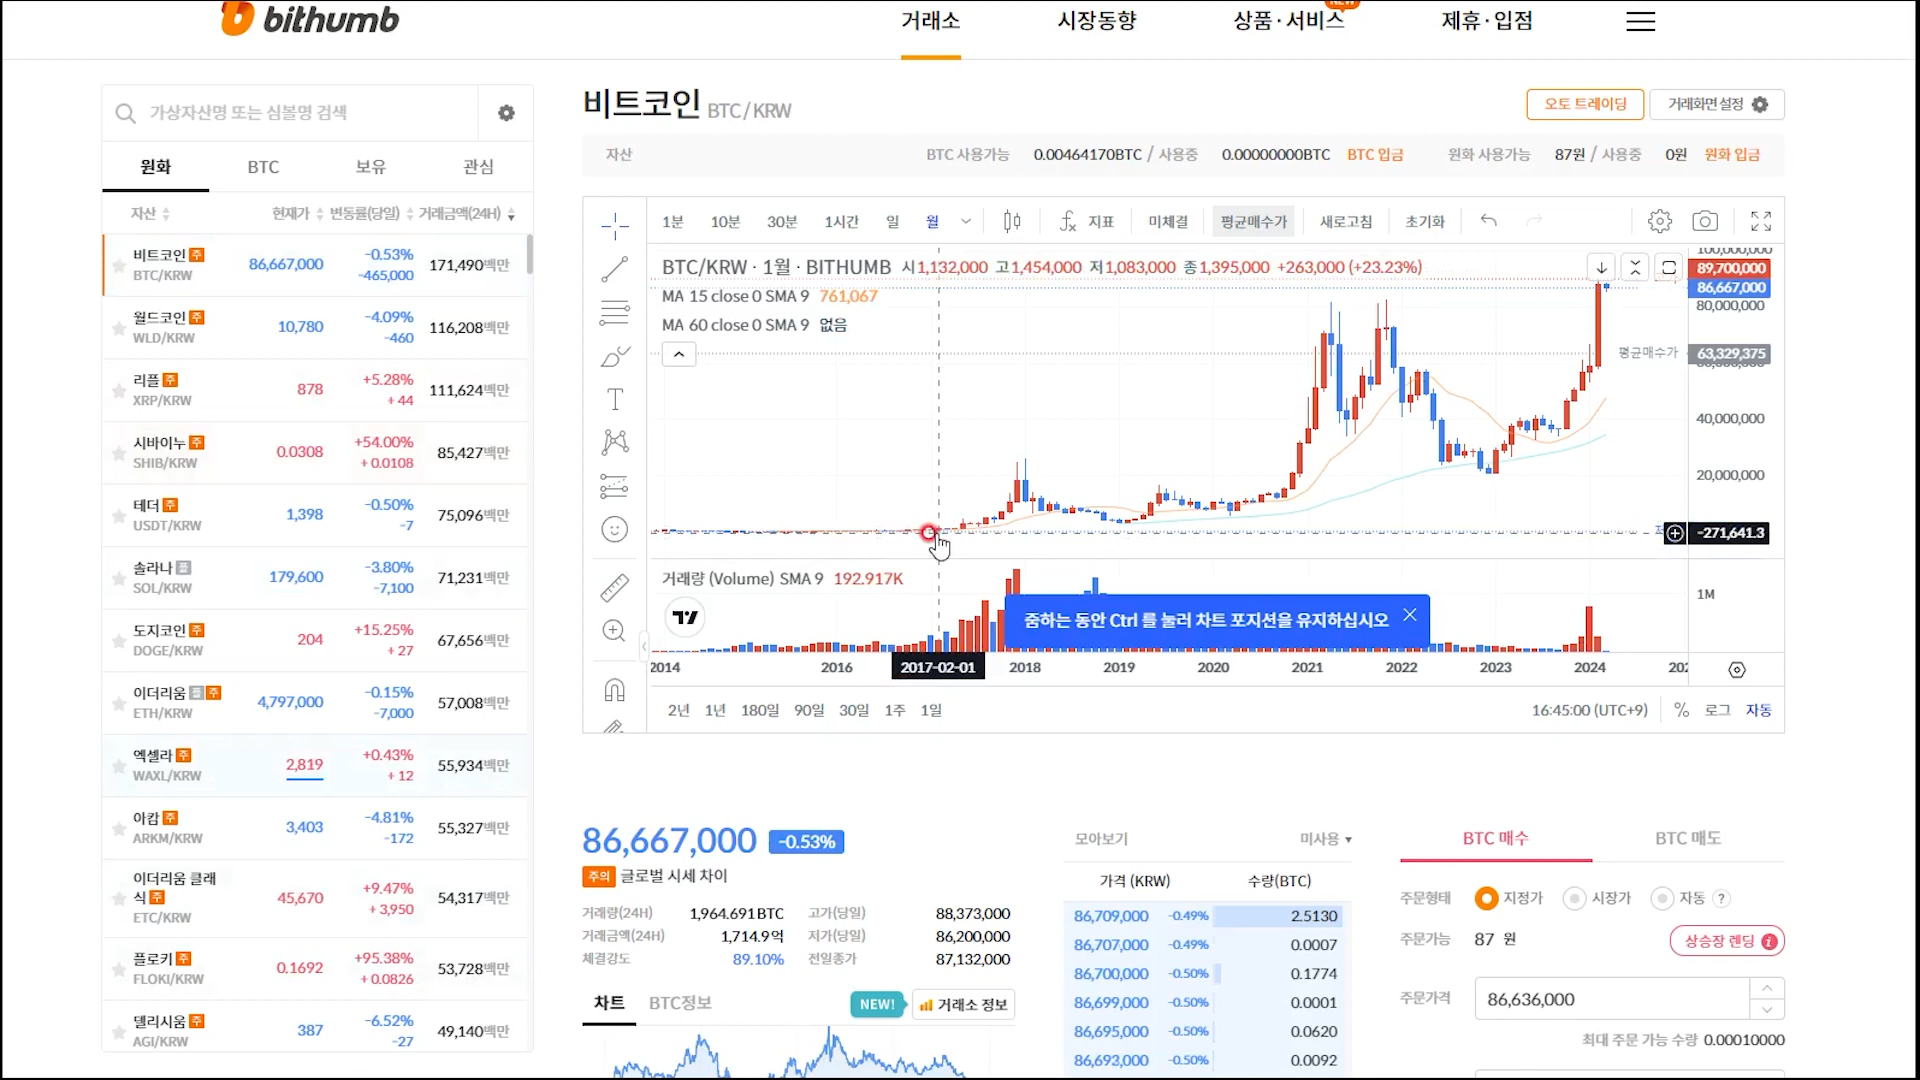 bithumb
거래소
시장동향
상품·서비스
제휴·입점
가상자산명 또는 심볼명 검색
원화 BTC 보유 관심
자산 현재가 변동률(당일) 거래금액(24H)
비트코인 주 86,667,000 -0.53% 171,490백만
BTC/KRW -465,000
월드코인 주 10,780 -4.09% 116,208백만
WLD/KRW -460
리플 주 878 +5.28% 111,624백만
XRP/KRW + 44
시바이누 주 0.0308 +54.00% 85,427백만
SHIB/KRW + 0.0108
테더 주 1,398 -0.50% 75,096백만
USDT/KRW -7
솔라나 179,600 -3.80% 71,231백만
SOL/KRW -7,100
도지코인 주 204 +15.25% 67,656백만
DOGE/KRW + 27
이더리움 주 4,797,000 -0.15% 57,008백만
ETH/KRW -7,000
엑셀라 주 2,819 +0.43% 55,934백만
WAXL/KRW + 12
아캄 주 3,403 -4.81% 55,327백만
ARKM/KRW -172
이더리움 클래
식 주 45,670 +9.47% 54,317백만
ETC/KRW + 3,950
플로키 주 0.1692 +95.38% 53,728백만
FLOKI/KRW + 0.0826
델리시움 주 387 -6.52% 49,140백만
AGI/KRW -27
비트코인 BTC/KRW
오토 트레이딩
거래화면 설정
자산 BTC 사용가능 0.00464170BTC / 사용중 0.00000000BTC BTC 입금 원화 사용가능 87원 / 사용중 0원 원화 입금
1분 10분 30분 1시간 일 월 지표 미체결 평균매수가 새로고침 초기화
BTC/KRW · 1월 · BITHUMB 시1,132,000 고1,454,000 저1,083,000 종1,395,000 +263,000 (+23.23%)
MA 15 close 0 SMA 9 761,067
MA 60 close 0 SMA 9 없음
100,000,000
89,700,000
86,667,000
80,000,000
평균매수가 63,329,375
60,000,000
40,000,000
20,000,000
-271,641.3
거래량 (Volume) SMA 9 192.917K
1M
줌하는 동안 Ctrl 를 눌러 차트 포지션을 유지하십시오
2014 2016 2017-02-01 2018 2019 2020 2021 2022 2023 2024
2년 1년 180일 90일 30일 1주 1일 16:45:00 (UTC+9) % 로그 자동
86,667,000 -0.53%
주의 글로벌 시세 차이
거래량(24H) 1,964.691BTC 고가(당일) 88,373,000
거래금액(24H) 1,714.9억 저가(당일) 86,200,000
체결강도 89.10% 전일종가 87,132,000
차트 BTC정보 NEW! 거래소 정보
모아보기 미사용
가격 (KRW) 수량(BTC)
86,709,000 -0.49% 2.5130
86,707,000 -0.49% 0.0007
86,700,000 -0.50% 0.1774
86,699,000 -0.50% 0.0001
86,695,000 -0.50% 0.0620
86,693,000 -0.50% 0.0092
BTC 매수 BTC 매도
주문형태 지정가 시장가 자동 ?
주문가능 87 원 상승장 렌딩 i
주문가격 86,636,000
최대 주문 가능 수량 0.00010000